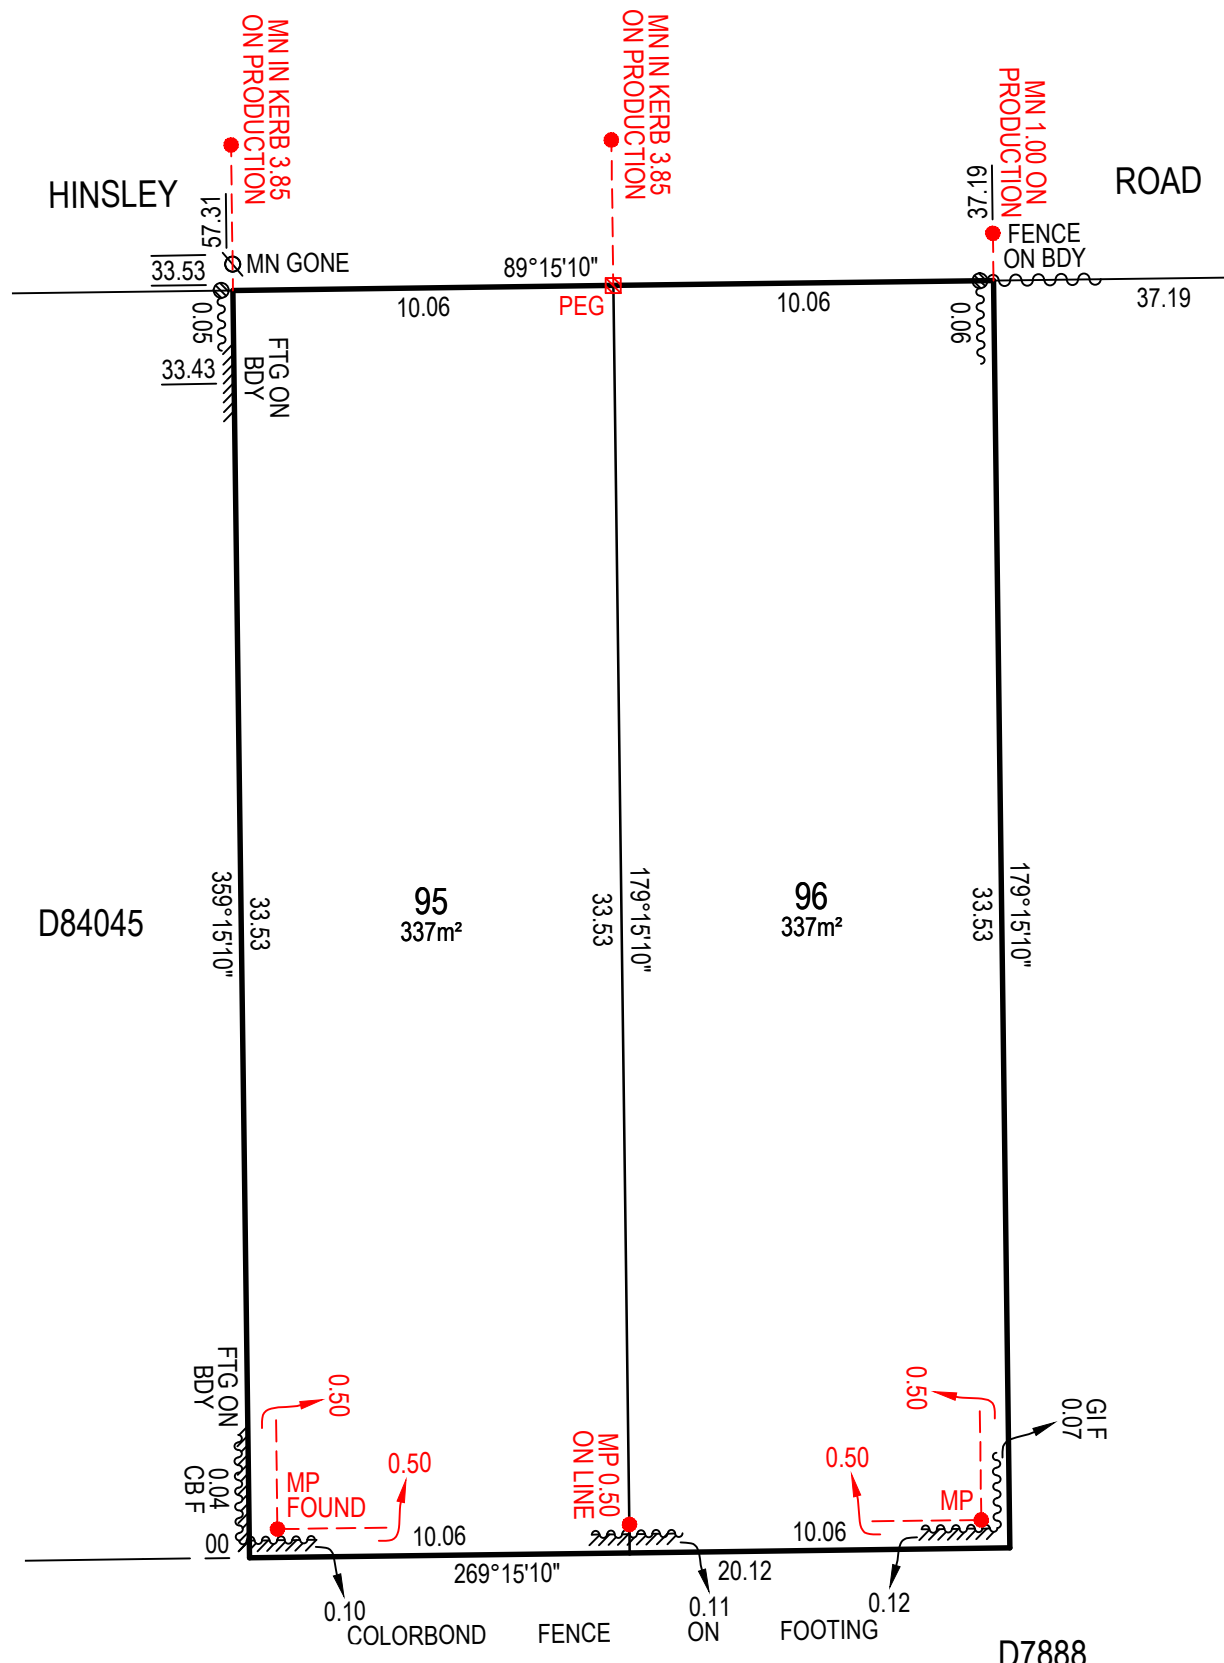 MN IN KERB 3.85
ON PRODUCTION
MN IN KERB 3.85
ON PRODUCTION
MN 1.00 ON
PRODUCTION
HINSLEY
ROAD
57.31
37.19
33.53
MN GONE
FENCE
ON BDY
89°15'10"
10.06
PEG
10.06
37.19
0.05
0.06
33.43
FTG ON
BDY
D84045
359°15'10"
33.53
95
337m²
33.53
179°15'10"
96
337m²
33.53
179°15'10"
FTG ON
BDY
0.04
CB F
00
0.50
MP
FOUND
0.50
MP 0.50
ON LINE
0.50
0.50
MP
GI F
0.07
10.06
10.06
269°15'10"
20.12
0.10
0.11
0.12
COLORBOND FENCE ON FOOTING
D7888